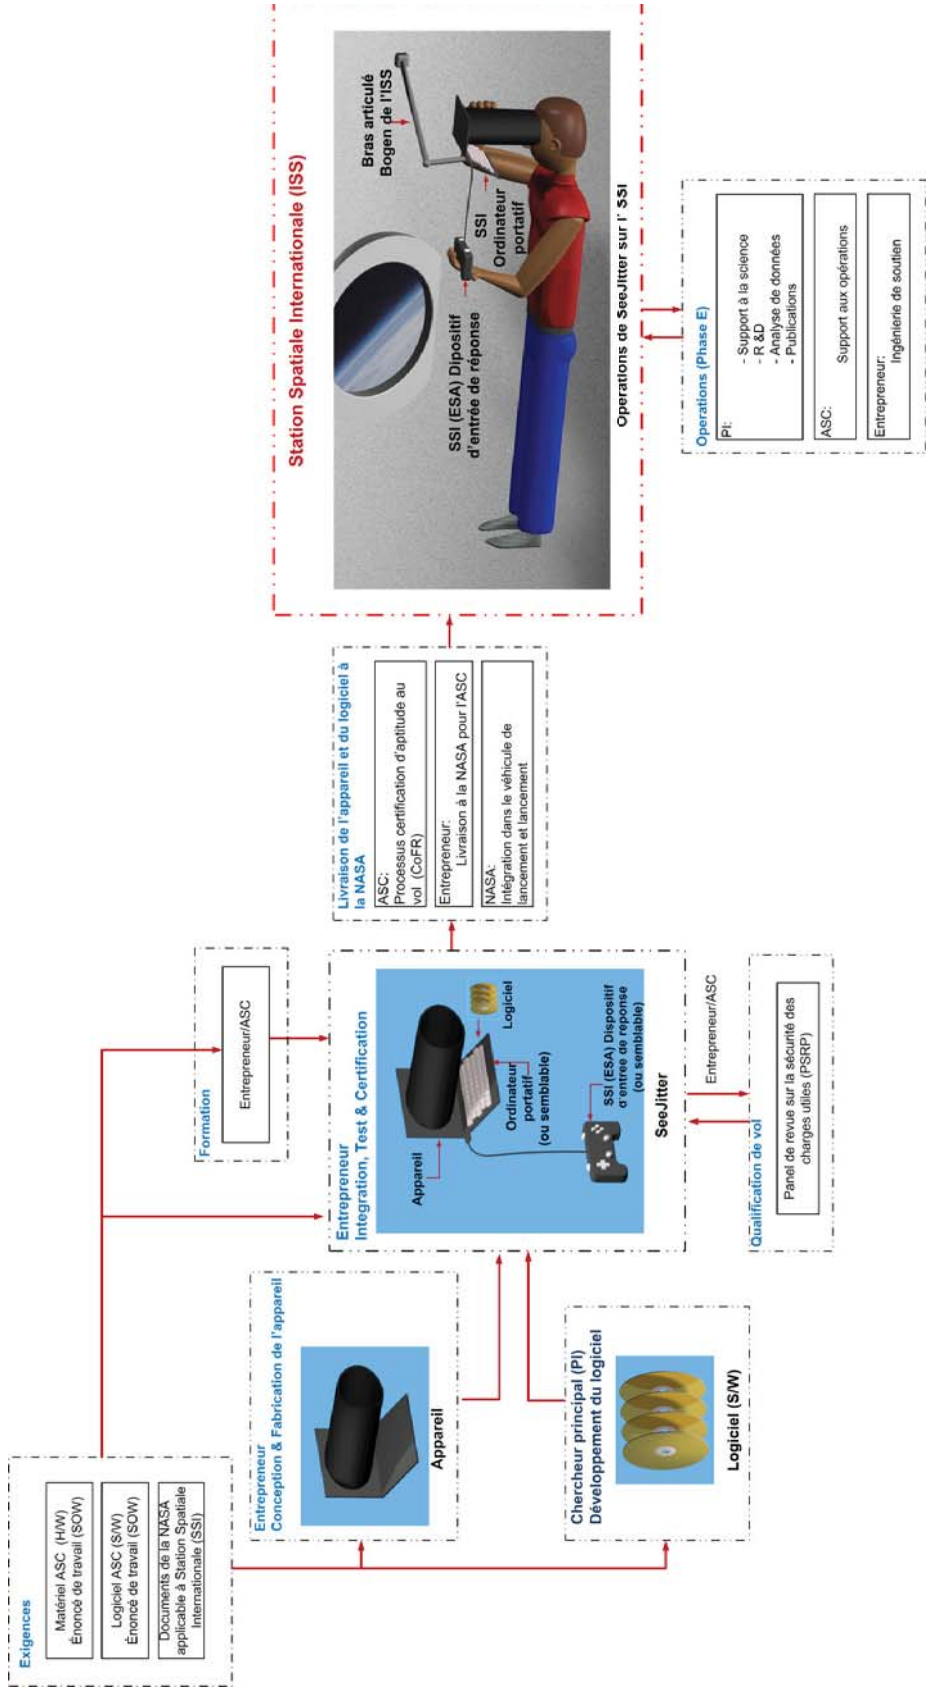 Exigences
Matériel ASC (H/W)
Énoncé de travail (SOW)
Logiciel ASC (S/W)
Énoncé de travail (SOW)
Documents de la NASA
applicable à Station Spatiale
Internationale (SSI)
Entrepreneur
Conception & Fabrication de l'appareil
Appareil
Chercheur principal (PI)
Développement du logiciel
Logiciel (S/W)
Formation
Entrepreneur/ASC
Entrepreneur
Integration, Test & Certification
Appareil
Logiciel
Ordinateur
portatif
(ou semblable)
SSI (ESA) Dispositif
d'entree de reponse
(ou semblable)
SeeJitter
Entrepreneur/ASC
Qualification de vol
Panel de revue sur la sécurité des
charges utiles (PSRP)
Livraison de l'appareil et du logiciel à
la NASA
ASC:
Processus certification d'aptitude au
vol (CoFR)
Entrepreneur:
Livraison à la NASA pour l'ASC
NASA:
Intégration dans le véhicule de
lancement et lancement
Station Spatiale Internationale (ISS)
Bras articulé
Bogen de l'ISS
SSI
Ordinateur
portatif
SSI (ESA) Dipositif
d'entrée de réponse
Operations de SeeJitter sur l' SSI
Operations (Phase E)
PI:
- Support à la science
- R &D
- Analyse de données
- Publications
ASC:
Support aux opérations
Entrepreneur:
Ingénierie de soutien